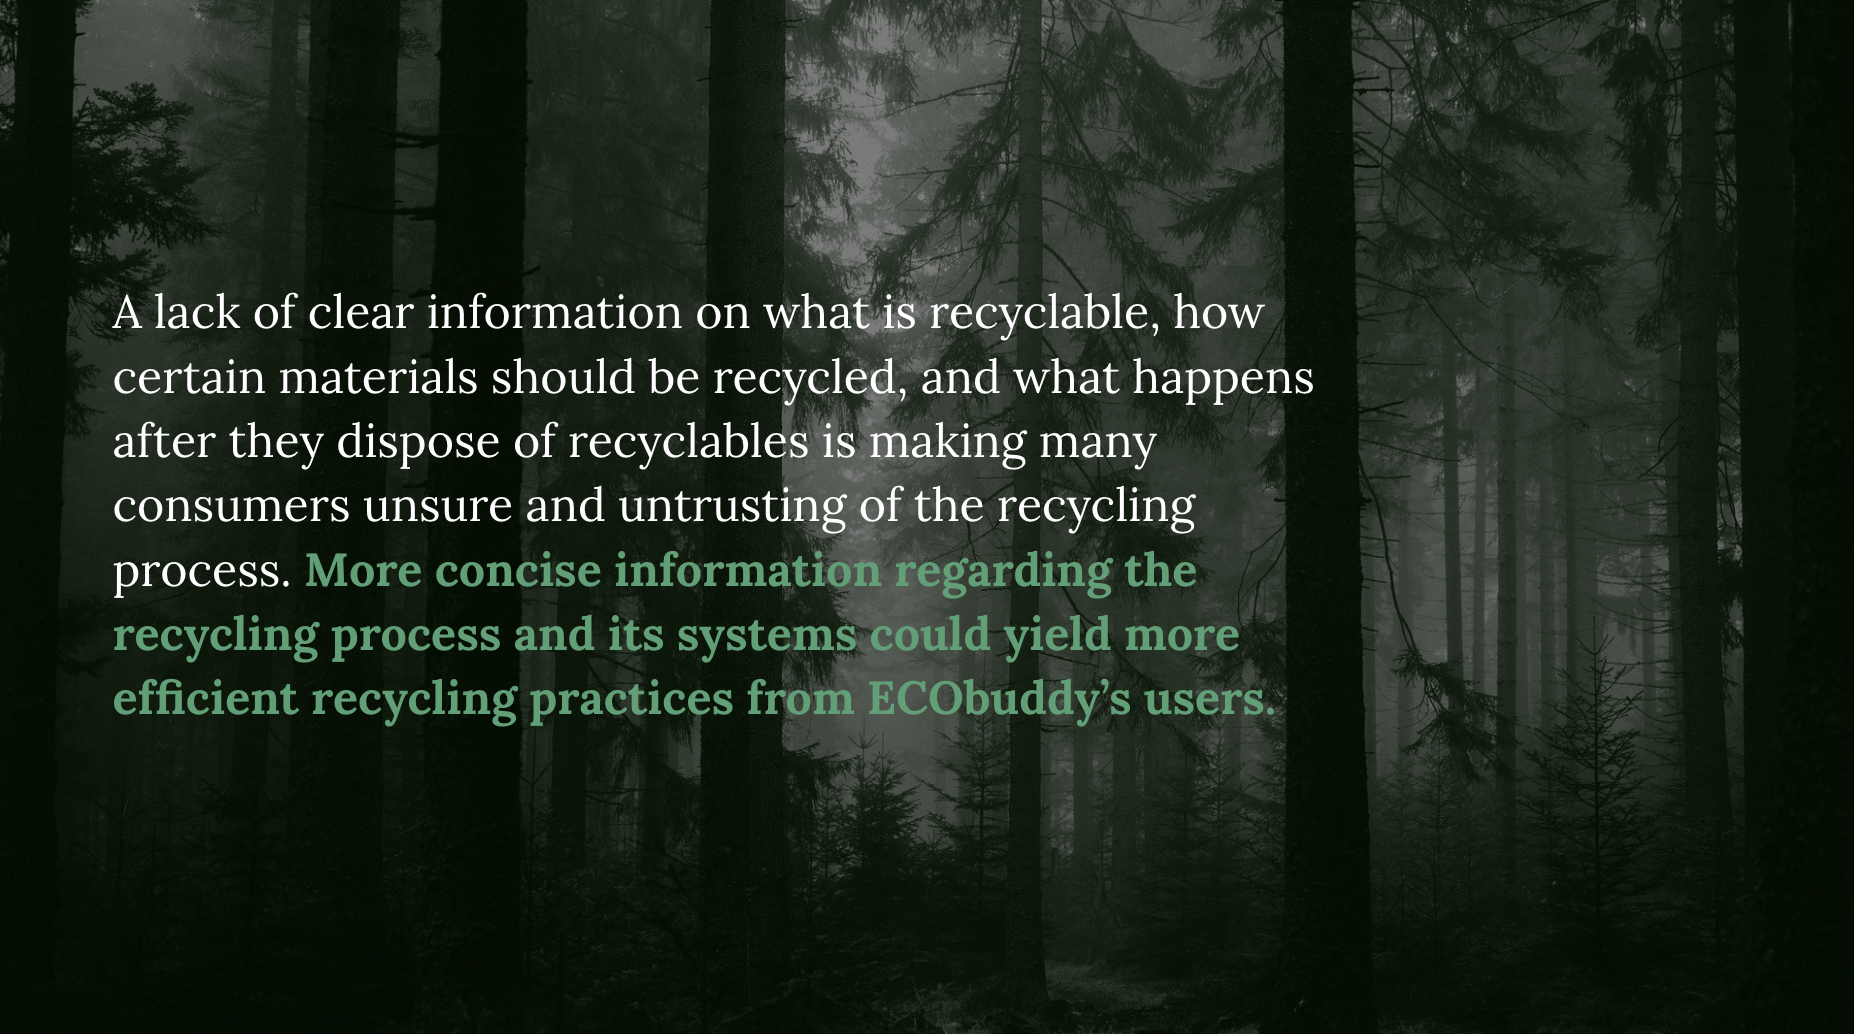 A lack of clear information on what is recyclable, how
certain materials should be recycled, and what happens
after they dispose of recyclables is making many
consumers unsure and untrusting of the recycling
process. More concise information regarding the
recycling process and its systems could yield more
efficient recycling practices from ECObuddy’s users.